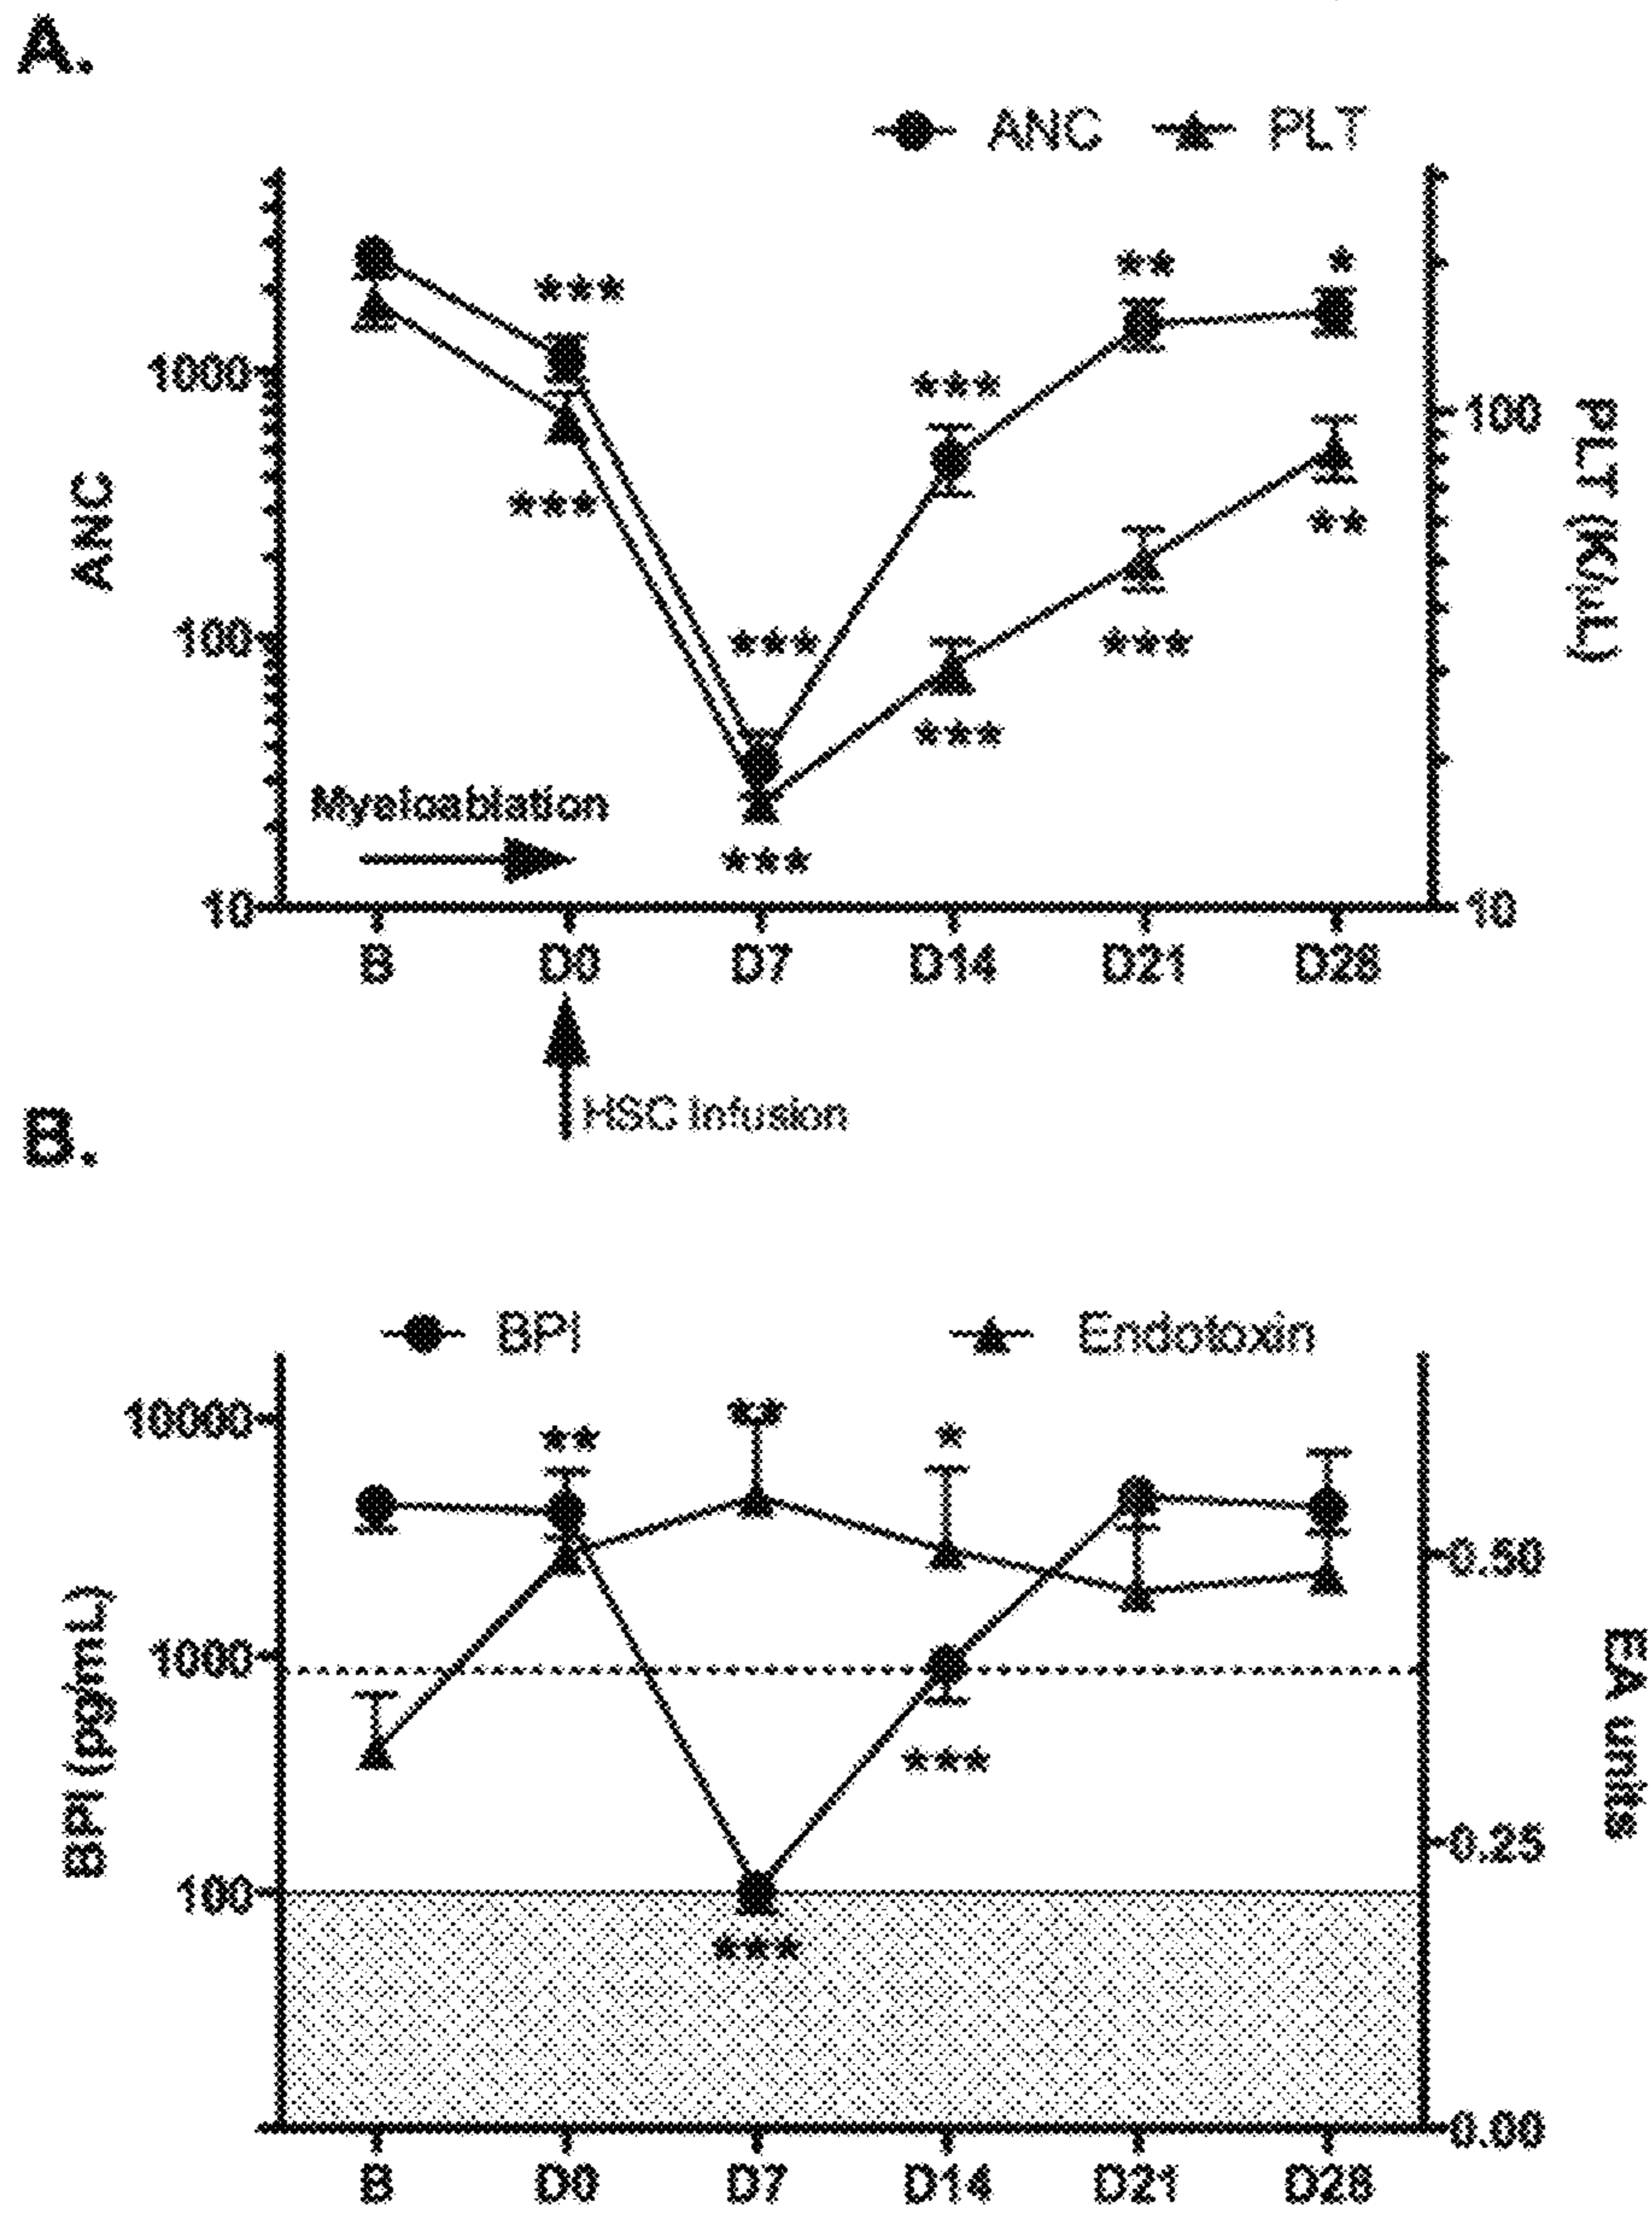 A.
ANC PLT
*** ** *
1000
***
100
ANC
PLT (K/μL)
*** **
100
*** ***
***
Myeloablation
***
10 10
B D0 D7 D14 D21 D28
HSC Infusion
B.
BPI Endotoxin
10000
** ** *
0.50
1000
BPI (pg/mL)
EA units
***
0.25
100
***
0.00
B D0 D7 D14 D21 D28